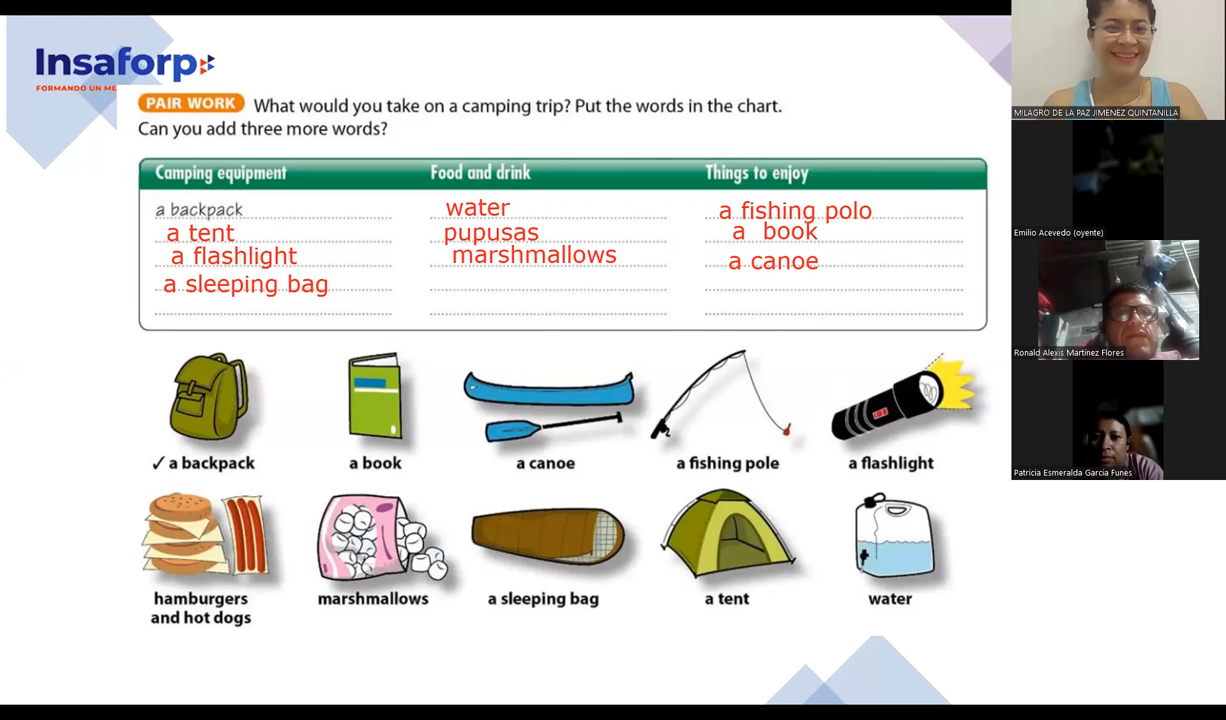 Insaforp
FORMANDO UN ME
PAIR WORK What would you take on a camping trip? Put the words in the chart.
Can you add three more words?
Camping equipment Food and drink Things to enjoy
a backpack water a fishing polo
a tent pupusas a book
a flashlight marshmallows a canoe
a sleeping bag
✓ a backpack a book a canoe a fishing pole a flashlight
hamburgers marshmallows a sleeping bag a tent water
and hot dogs
MILAGRO DE LA PAZ JIMENEZ QUINTANILLA
Emilio Acevedo (oyente)
Ronald Alexis Martínez Flores
Patricia Esmeralda Garcia Funes